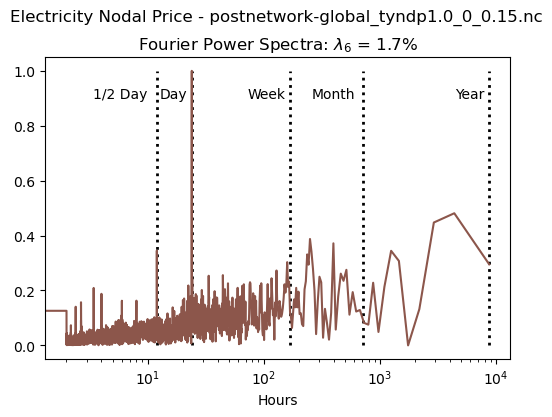 Electricity Nodal Price - postnetwork-global_tyndp1.0_0_0.15.nc
Fourier Power Spectra: λ₆ = 1.7%
1.0
0.8
0.6
0.4
0.2
0.0
1/2 Day Day Week Month Year
10¹ 10² 10³ 10⁴
Hours